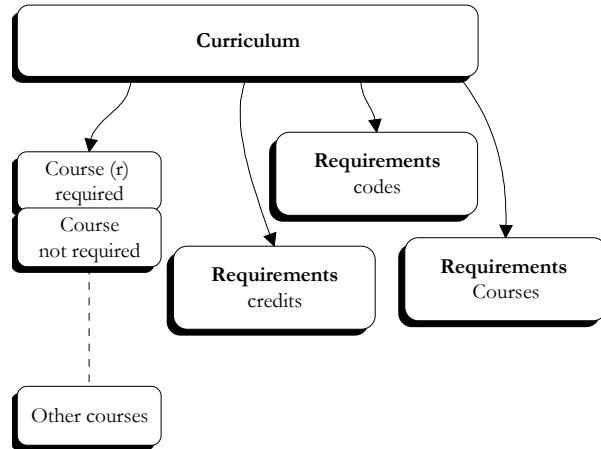 Curriculum
Course (r)
required
Course
not required
Requirements
codes
Requirements
credits
Requirements
Courses
Other courses